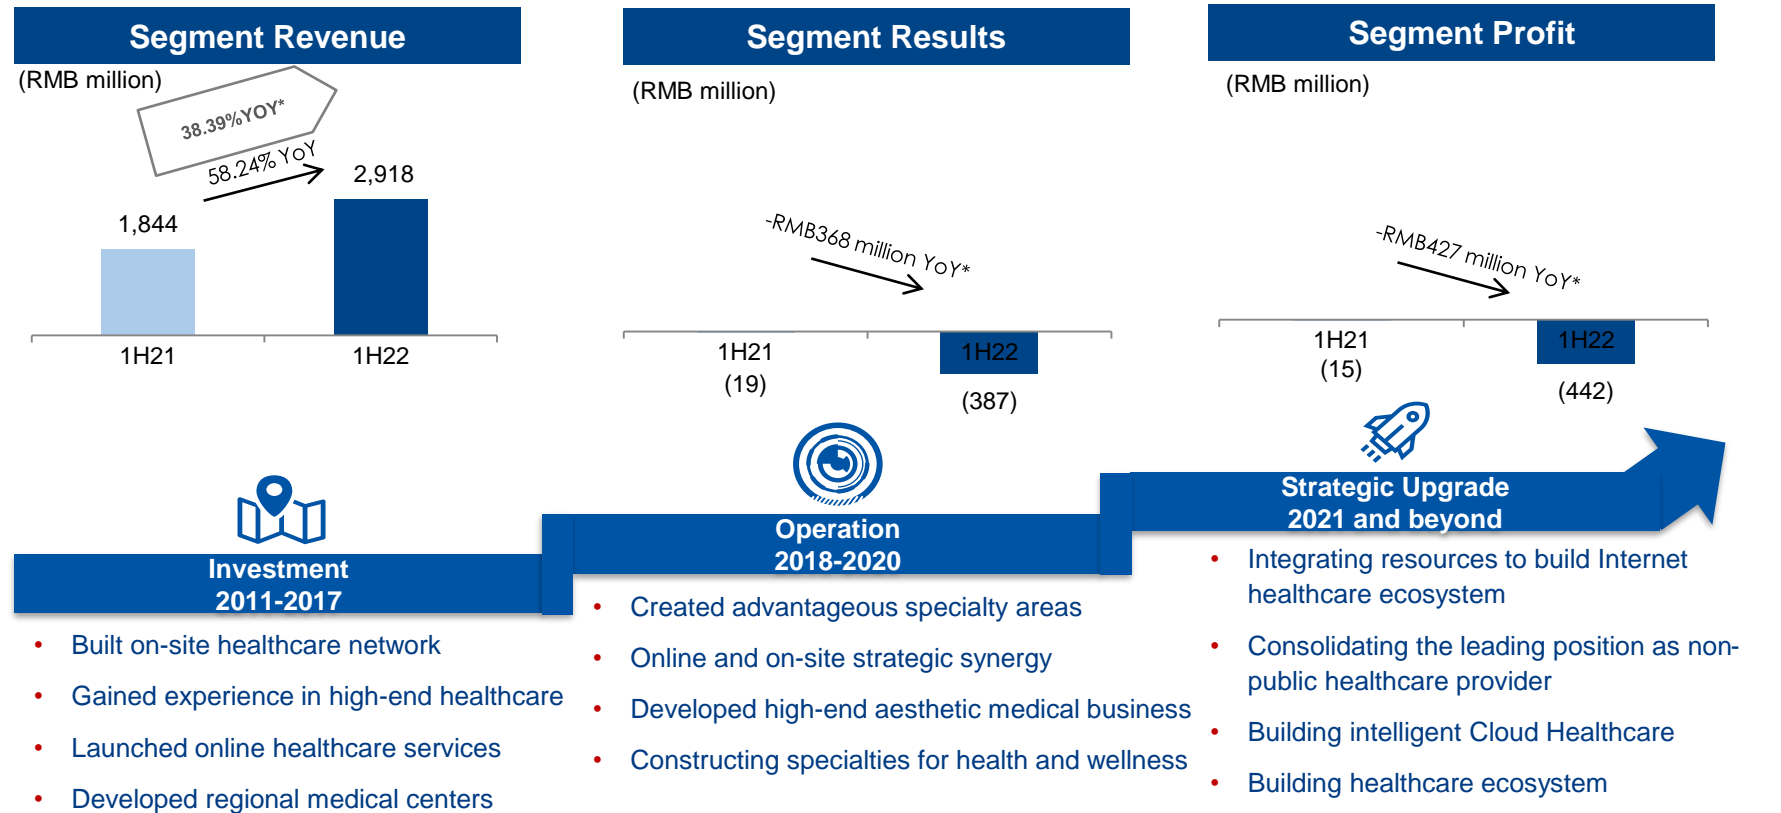 Segment Revenue
(RMB million)
38.39%YOY*
58.24% YoY
1,844
2,918
1H21
1H22
Segment Results
(RMB million)
-RMB368 million YoY*
1H21
(19)
1H22
(387)
Segment Profit
(RMB million)
-RMB427 million YoY*
1H21
(15)
1H22
(442)
Investment
2011-2017
• Built on-site healthcare network
• Gained experience in high-end healthcare
• Launched online healthcare services
• Developed regional medical centers
Operation
2018-2020
• Created advantageous specialty areas
• Online and on-site strategic synergy
• Developed high-end aesthetic medical business
• Constructing specialties for health and wellness
Strategic Upgrade
2021 and beyond
• Integrating resources to build Internet
healthcare ecosystem
• Consolidating the leading position as non-
public healthcare provider
• Building intelligent Cloud Healthcare
• Building healthcare ecosystem